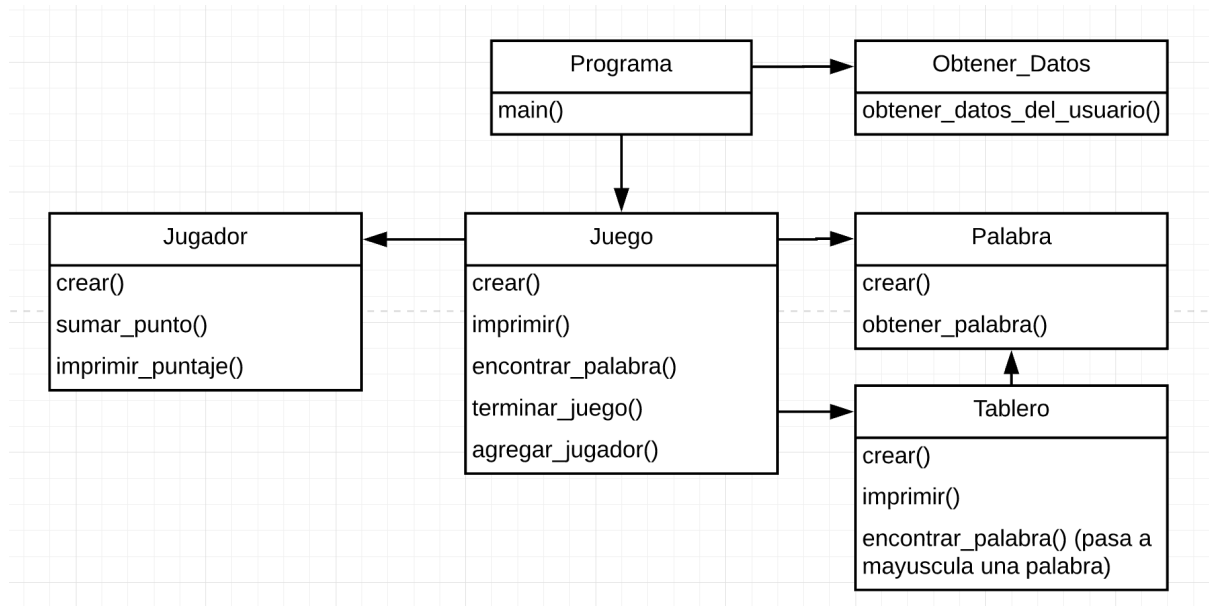 Programa
main()
Obtener_Datos
obtener_datos_del_usuario()
Jugador
crear()
sumar_punto()
imprimir_puntaje()
Juego
crear()
imprimir()
encontrar_palabra()
terminar_juego()
agregar_jugador()
Palabra
crear()
obtener_palabra()
Tablero
crear()
imprimir()
encontrar_palabra() (pasa a
mayuscula una palabra)